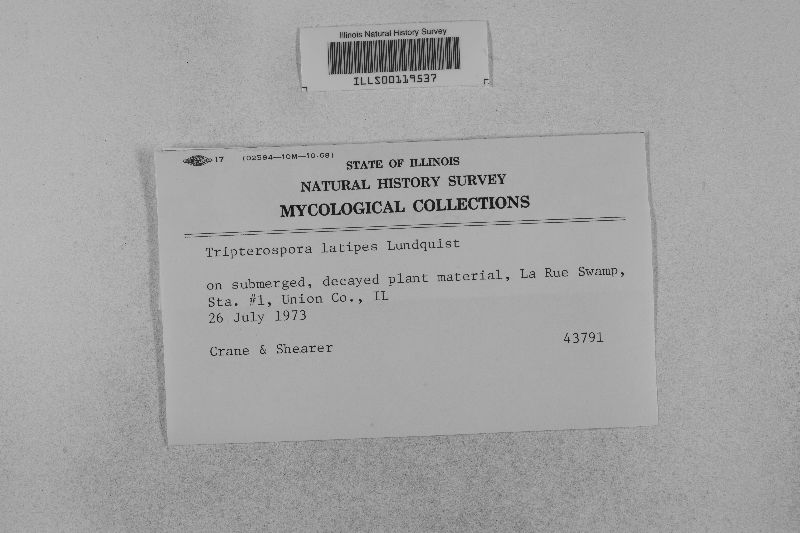 Illinois Natural History Survey
ILLS00119537
17 (02594—10M—10-68)
STATE OF ILLINOIS
NATURAL HISTORY SURVEY
MYCOLOGICAL COLLECTIONS
Tripterospora latipes Lundquist
on submerged, decayed plant material, La Rue Swamp,
Sta. #1, Union Co., IL
26 July 1973
Crane & Shearer 43791